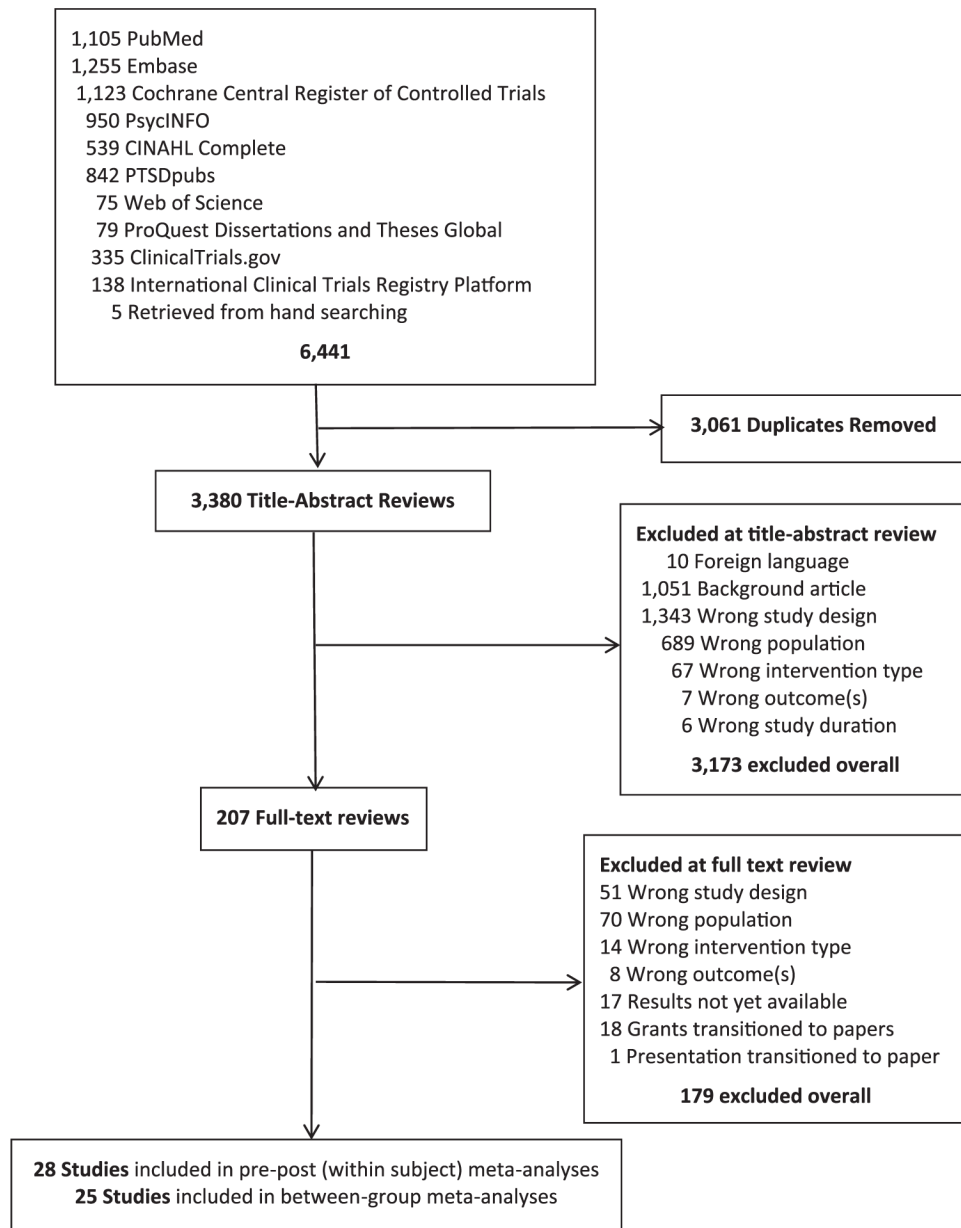 1,105 PubMed
1,255 Embase
1,123 Cochrane Central Register of Controlled Trials
950 PsycINFO
539 CINAHL Complete
842 PTSDpubs
75 Web of Science
79 ProQuest Dissertations and Theses Global
335 ClinicalTrials.gov
138 International Clinical Trials Registry Platform
5 Retrieved from hand searching
6,441
3,061 Duplicates Removed
3,380 Title-Abstract Reviews
Excluded at title-abstract review
10 Foreign language
1,051 Background article
1,343 Wrong study design
689 Wrong population
67 Wrong intervention type
7 Wrong outcome(s)
6 Wrong study duration
3,173 excluded overall
207 Full-text reviews
Excluded at full text review
51 Wrong study design
70 Wrong population
14 Wrong intervention type
8 Wrong outcome(s)
17 Results not yet available
18 Grants transitioned to papers
1 Presentation transitioned to paper
179 excluded overall
28 Studies included in pre-post (within subject) meta-analyses
25 Studies included in between-group meta-analyses